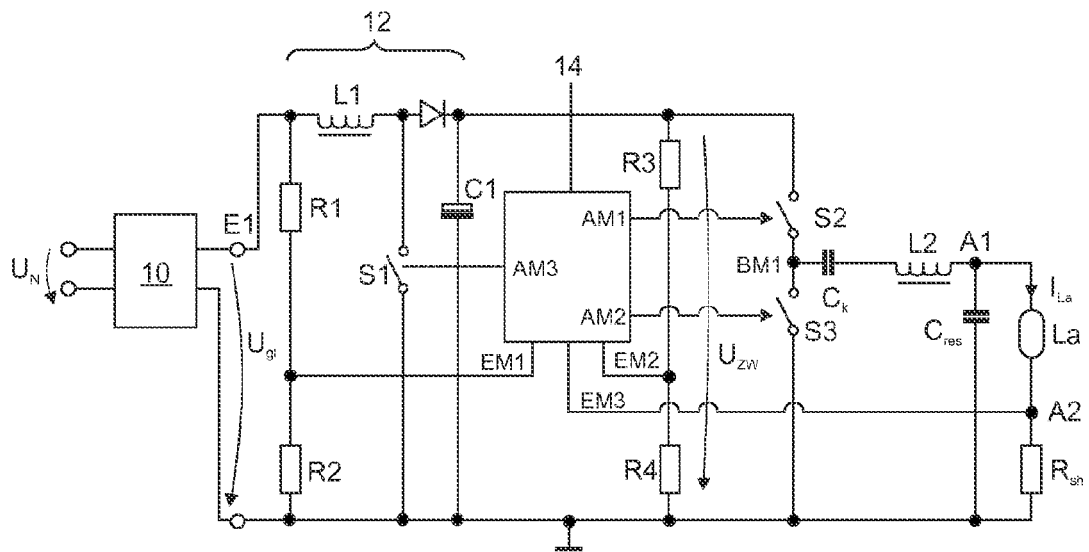 12
14
L1
R3
R1
C1
AM1
S2
E1
L2
A1
U_N
10
S1
AM3
BM1
I_La
C_k
AM2
S3
C_res
La
U_gl
EM1
EM2
U_ZW
EM3
A2
R2
R4
R_sh